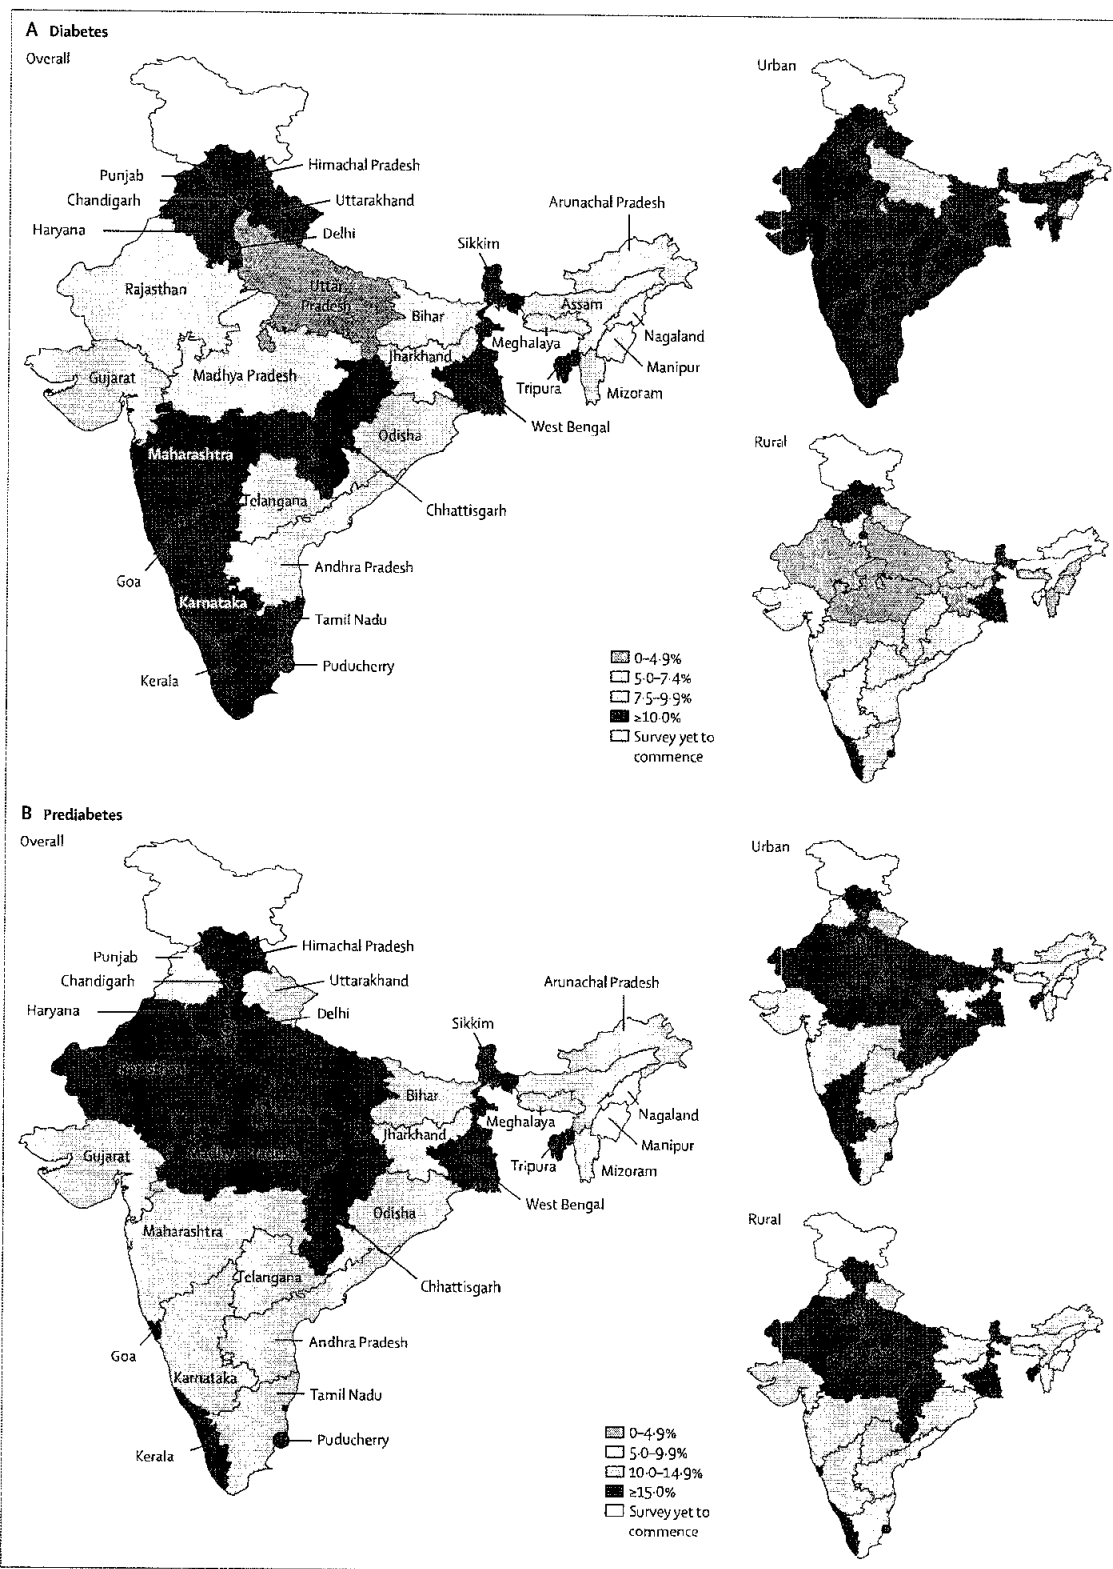 A Diabetes
Overall
Himachal Pradesh
Punjab
Chandigarh
Uttarakhand
Haryana
Delhi
Arunachal Pradesh
Sikkim
Rajasthan
Uttar
Pradesh
Bihar
Assam
Nagaland
Meghalaya
Jharkhand
Manipur
Gujarat
Madhya Pradesh
Tripura
Mizoram
West Bengal
Odisha
Maharashtra
Telangana
Chhattisgarh
Goa
Andhra Pradesh
Karnataka
Tamil Nadu
Puducherry
Kerala
0–4·9%
5·0–7·4%
7·5–9·9%
≥10·0%
Survey yet to
commence
Urban
Rural
B Prediabetes
Overall
Himachal Pradesh
Punjab
Chandigarh
Uttarakhand
Haryana
Delhi
Arunachal Pradesh
Sikkim
Bihar
Nagaland
Meghalaya
Jharkhand
Manipur
Gujarat
Madhya Pradesh
Tripura
Mizoram
West Bengal
Odisha
Maharashtra
Telangana
Chhattisgarh
Goa
Andhra Pradesh
Karnataka
Tamil Nadu
Puducherry
Kerala
0–4·9%
5·0–9·9%
10·0–14·9%
≥15·0%
Survey yet to
commence
Urban
Rural